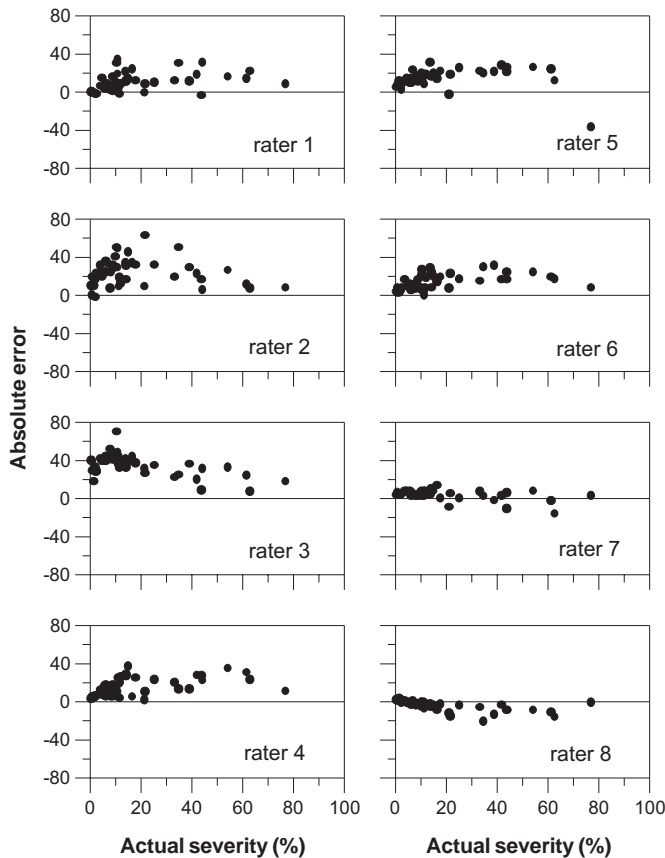 80
40
0
-40
-80
rater 1
rater 5
80
40
0
-40
-80
rater 2
rater 6
80
40
0
-40
-80
rater 3
rater 7
80
40
0
-40
-80
rater 4
rater 8
0 20 40 60 80 100
0 20 40 60 80 100
Absolute error
Actual severity (%)
Actual severity (%)